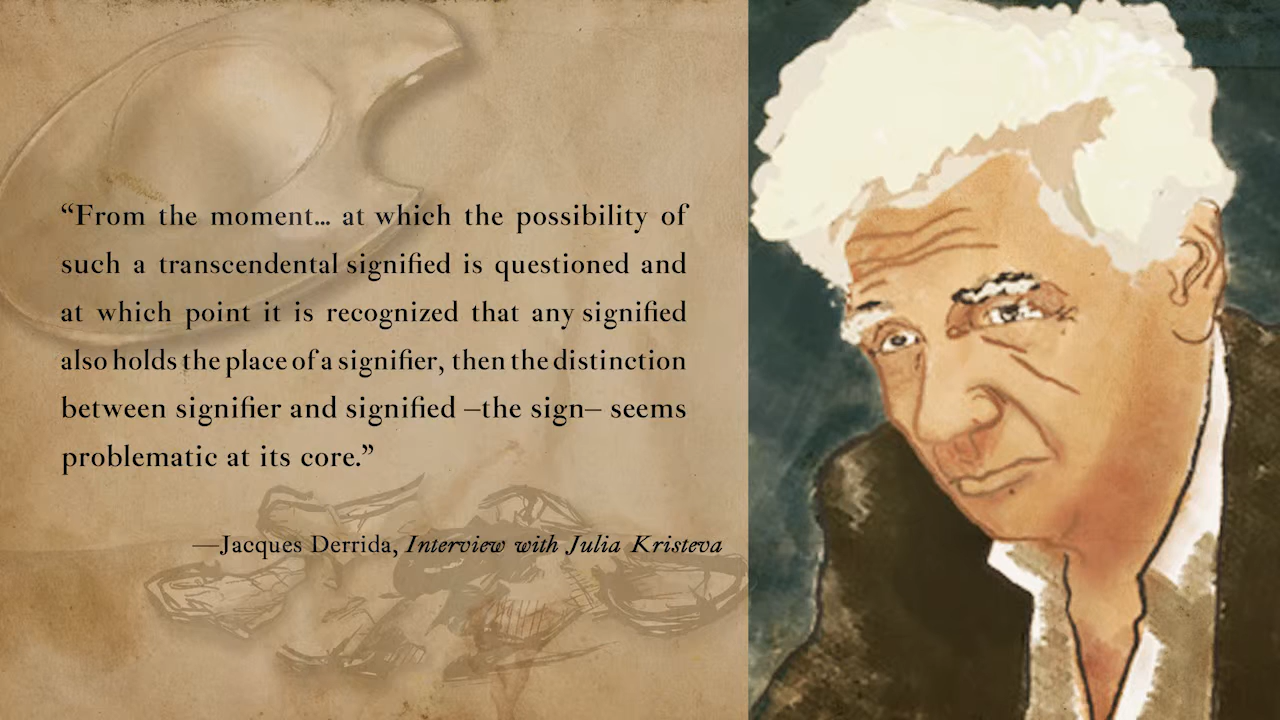 “From the moment... at which the possibility of
such a transcendental signified is questioned and
at which point it is recognized that any signified
also holds the place of a signifier, then the distinction
between signifier and signified –the sign– seems
problematic at its core.”
—Jacques Derrida, Interview with Julia Kristeva